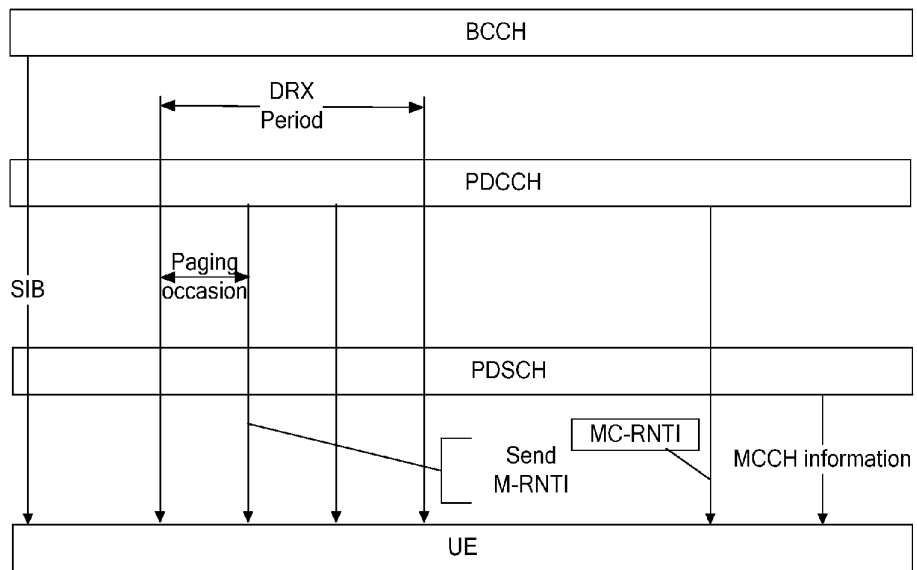 BCCH
DRX
Period
PDCCH
Paging
occasion
SIB
PDSCH
MC-RNTI
Send
M-RNTI
MCCH information
UE